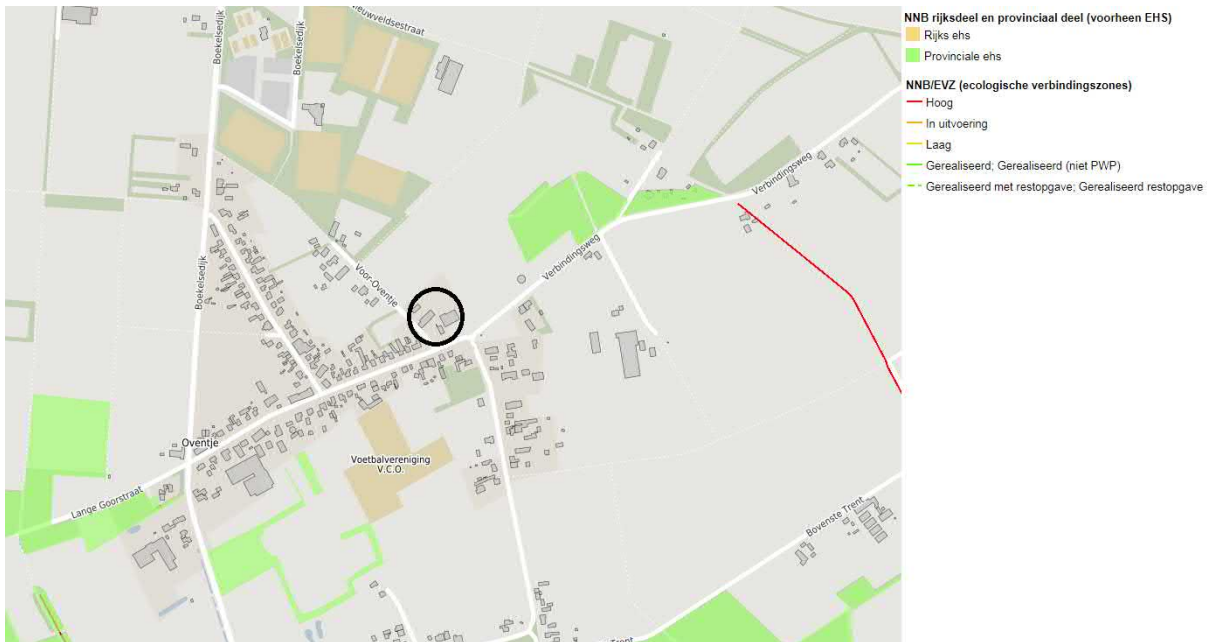 Boekelsedijk
Boekelsedijk
Verbindingsweg
Verbindingsweg
Voor-Oventje
Boekelsedijk
Oventje
Voetbalvereniging
V.C.O.
Lange Goorstraat
Bovenste Trent
Trent
NNB rijksdeel en provinciaal deel (voorheen EHS)
Rijks ehs
Provinciale ehs
NNB/EVZ (ecologische verbindingszones)
Hoog
In uitvoering
Laag
Gerealiseerd; Gerealiseerd (niet PWP)
Gerealiseerd met restopgave; Gerealiseerd restopgave